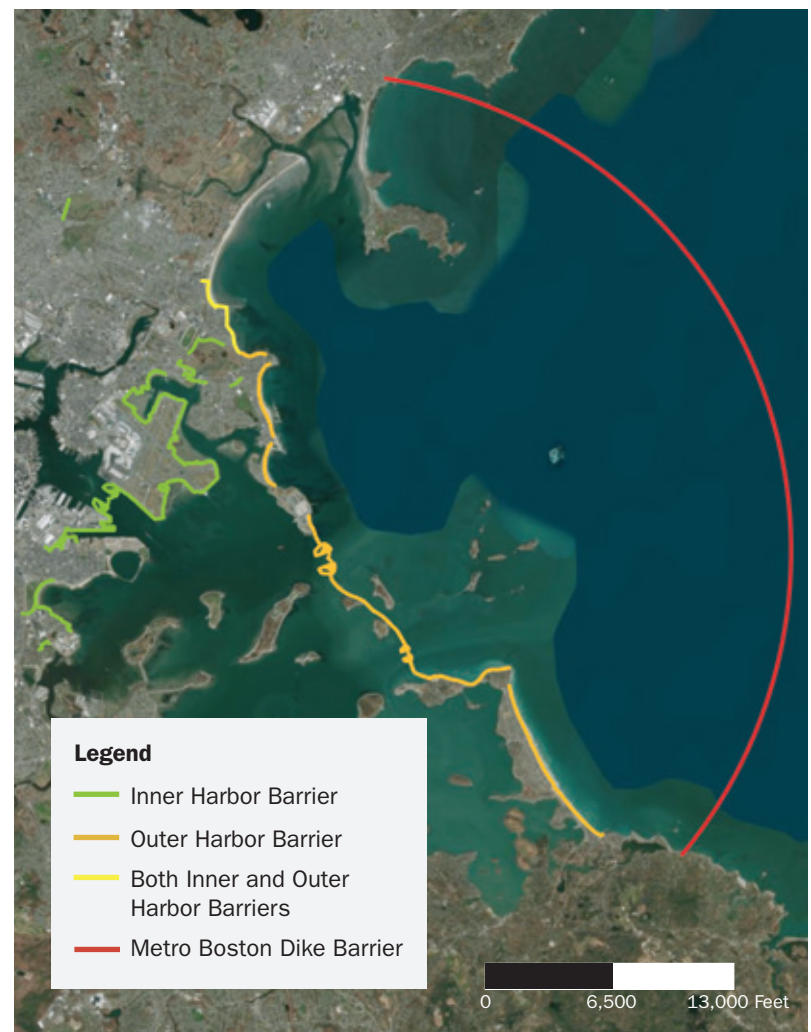 Legend
Inner Harbor Barrier
Outer Harbor Barrier
Both Inner and Outer
Harbor Barriers
Metro Boston Dike Barrier
0 6,500 13,000 Feet